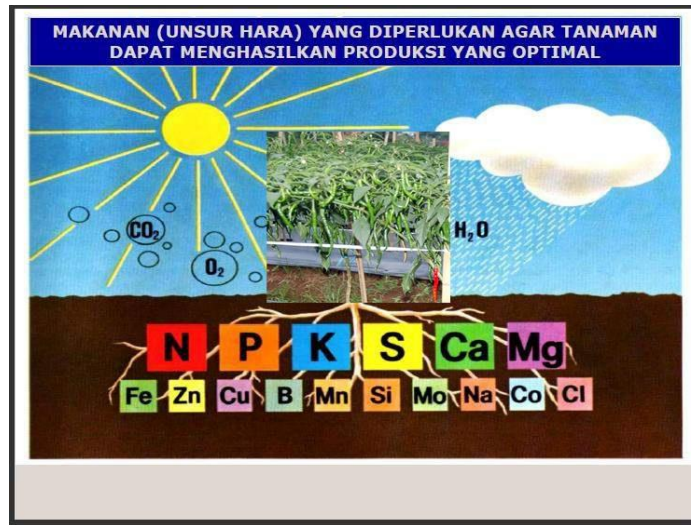 MAKANAN (UNSUR HARA) YANG DIPERLUKAN AGAR TANAMAN
DAPAT MENGHASILKAN PRODUKSI YANG OPTIMAL
CO₂
O₂
H₂O
N P K S Ca Mg
Fe Zn Cu B Mn Si Mo Na Co Cl